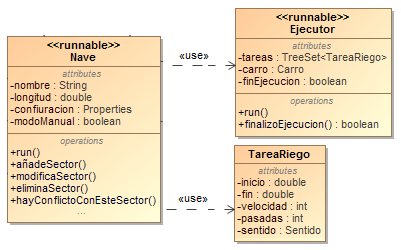 <<runnable>>
Nave
attributes
-nombre : String
-longitud : double
-confiuracion : Properties
-modoManual : boolean
operations
+run()
+añadeSector()
+modificaSector()
+eliminaSector()
+hayConflictoConEsteSector()
...
«use»
<<runnable>>
Ejecutor
attributes
-tareas : TreeSet<TareaRiego>
-carro : Carro
-finEjecucion : boolean
operations
+run()
+finalizoEjecucion() : boolean
«use»
TareaRiego
attributes
-inicio : double
-fin : double
-velocidad : int
-pasadas : int
-sentido : Sentido